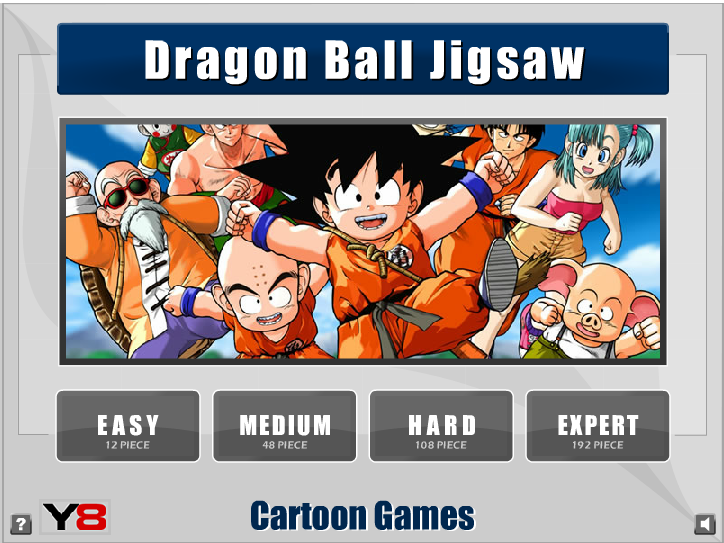 Dragon Ball Jigsaw
EASY
12 PIECE
MEDIUM
48 PIECE
HARD
108 PIECE
EXPERT
192 PIECE
?
Y8
Cartoon Games